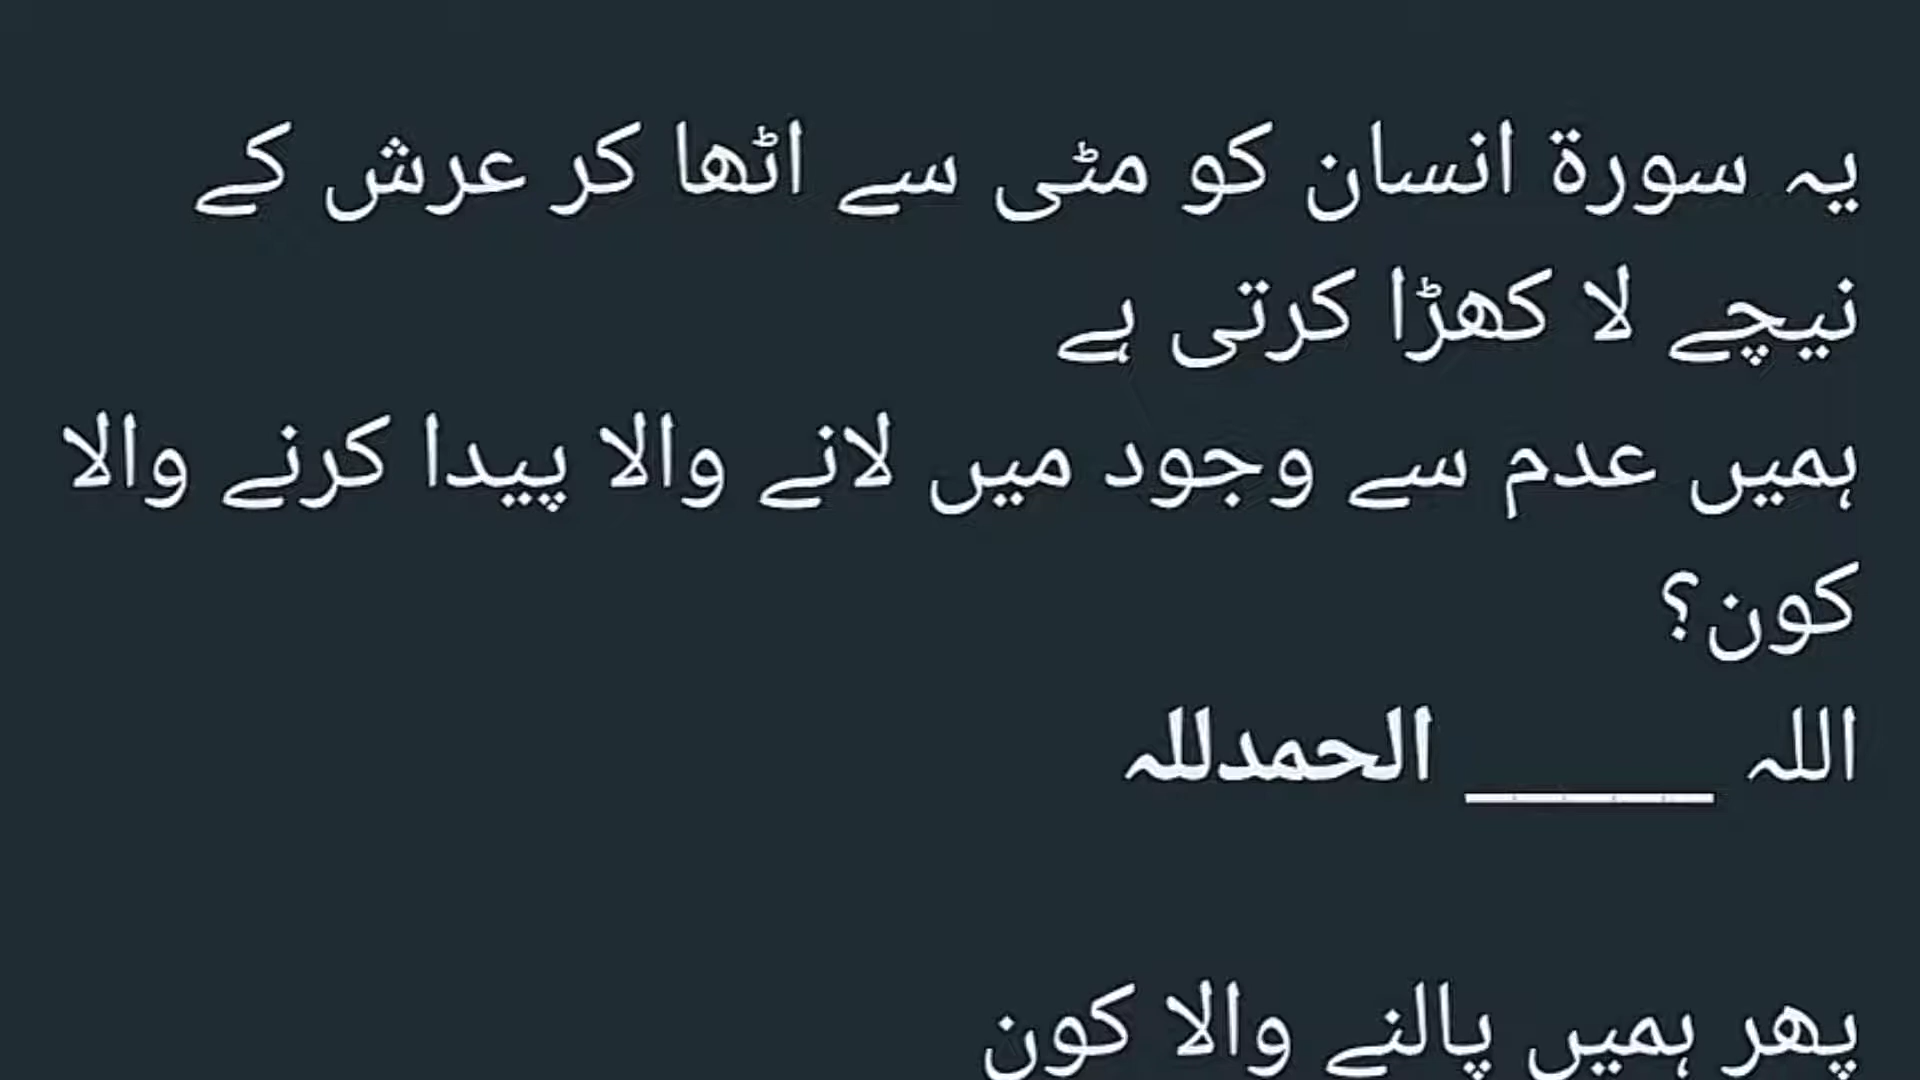 یہ سورۃ انسان کو مٹی سے اٹھا کر عرش کے
نیچے لا کھڑا کرتی ہے
ہمیں عدم سے وجود میں لانے والا پیدا کرنے والا
کون؟
اللہ _____ الحمدللہ
پھر ہمیں پالنے والا کون